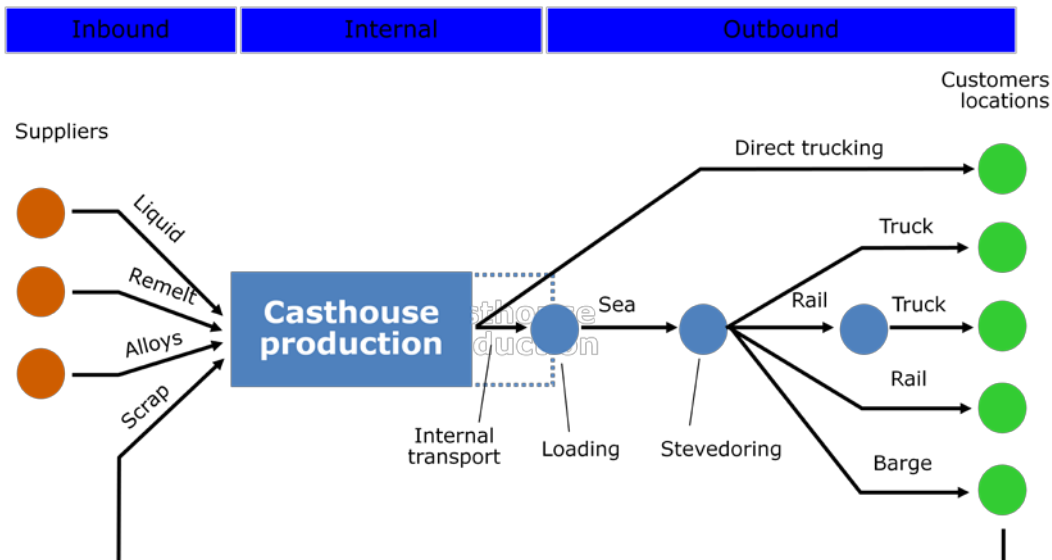 Inbound
Internal
Outbound
Customers
locations
Suppliers
Direct trucking
Liquid
Truck
Remelt
Casthouse
production
Sea
Rail
Truck
Alloys
Rail
Scrap
Internal
transport
Loading
Stevedoring
Barge